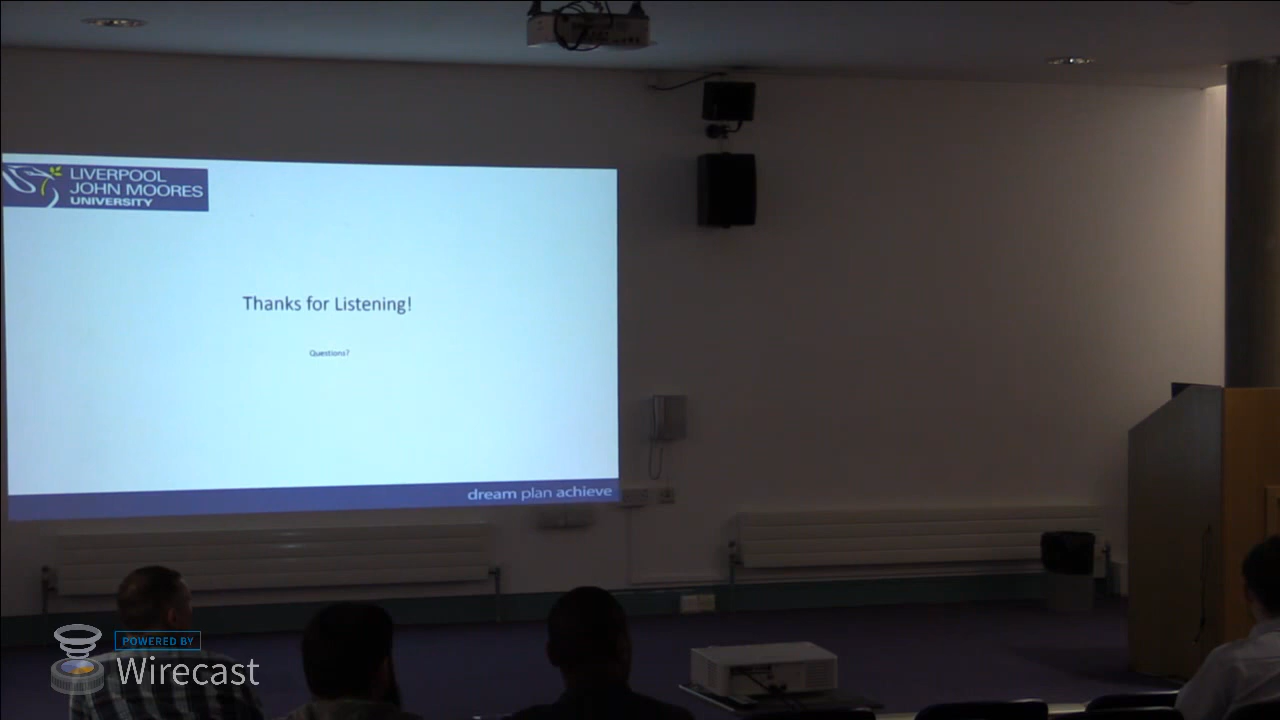 LIVERPOOL
JOHN MOORES
UNIVERSITY
Thanks for Listening!
Questions?
dream plan achieve
POWERED BY
Wirecast